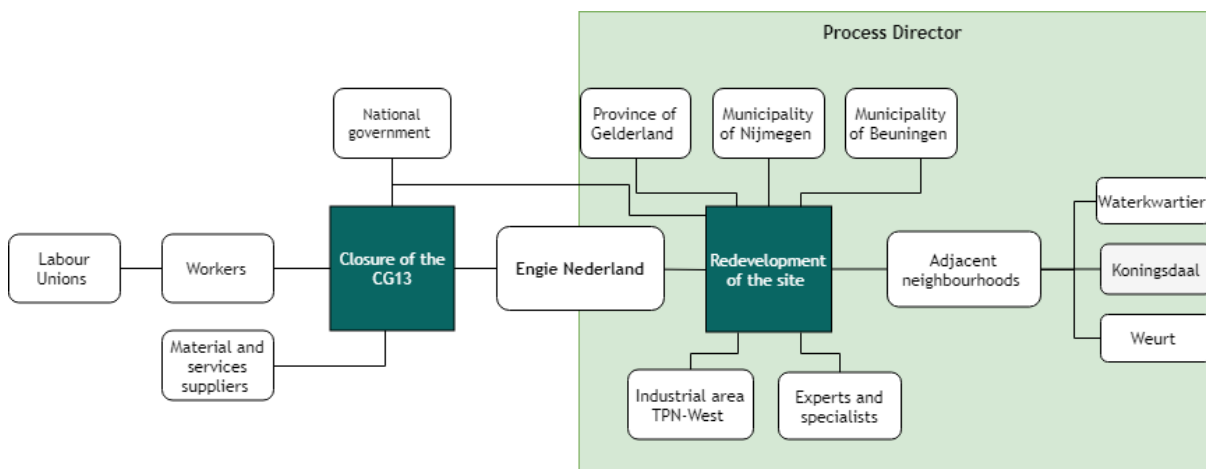 Process Director
National
government
Province of
Gelderland
Municipality
of Nijmegen
Municipality
of Beuningen
Labour
Unions
Workers
Closure of the
CG13
Engie Nederland
Redevelopment
of the site
Adjacent
neighbourhoods
Waterkwartier
Koningsdaal
Weurt
Material and
services
suppliers
Industrial area
TPN-West
Experts and
specialists